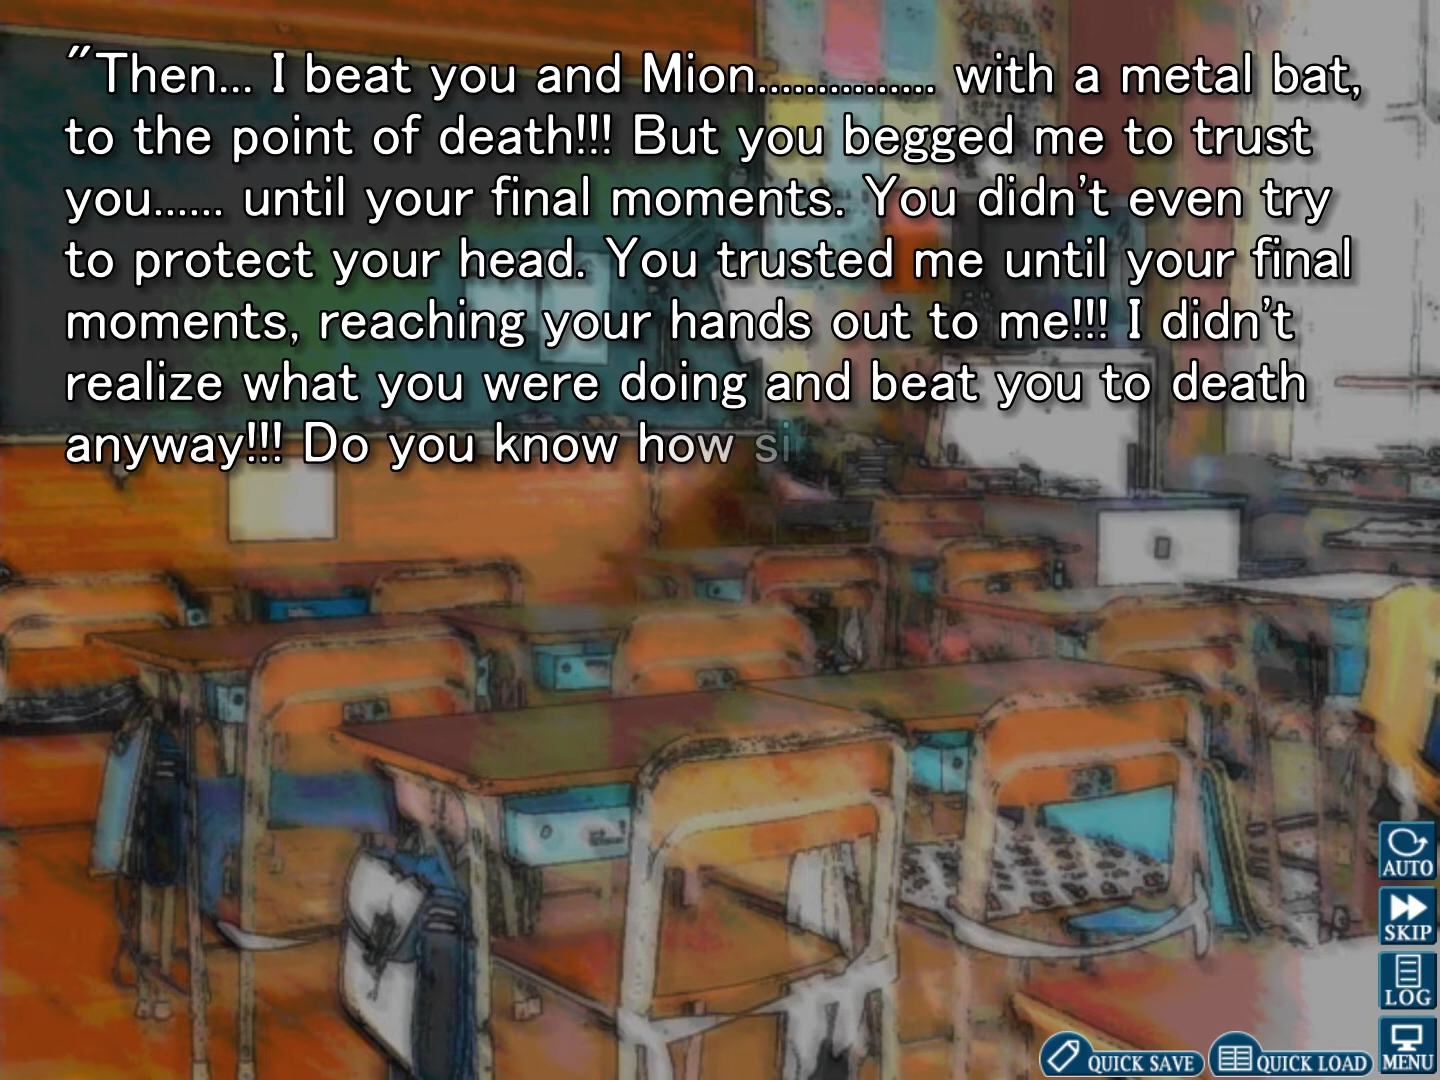 "Then... I beat you and Mion............... with a metal bat,
to the point of death!!! But you begged me to trust
you...... until your final moments. You didn't even try
to protect your head. You trusted me until your final
moments, reaching your hands out to me!!! I didn't
realize what you were doing and beat you to death
anyway!!! Do you know how si
AUTO
SKIP
LOG
QUICK SAVE
QUICK LOAD
MENU